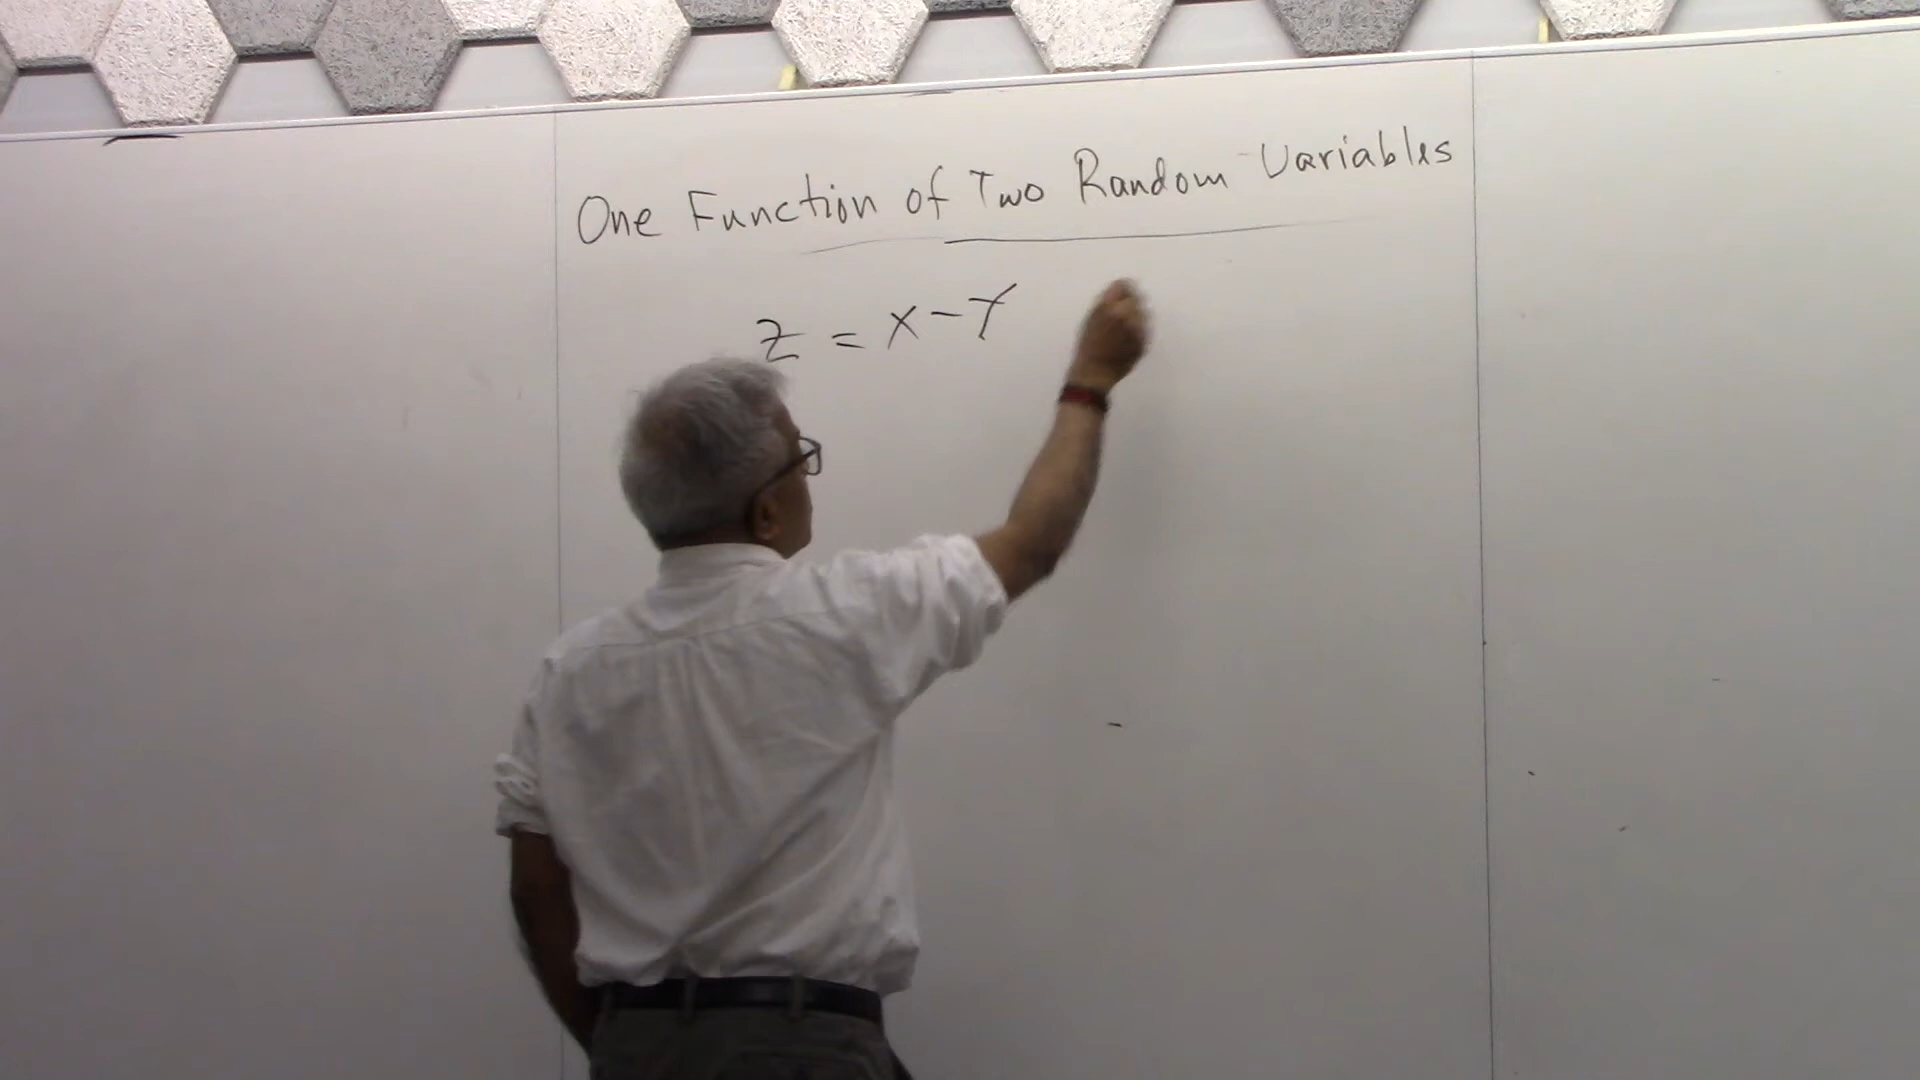 One Function of Two Random Variables
Z = X - Y